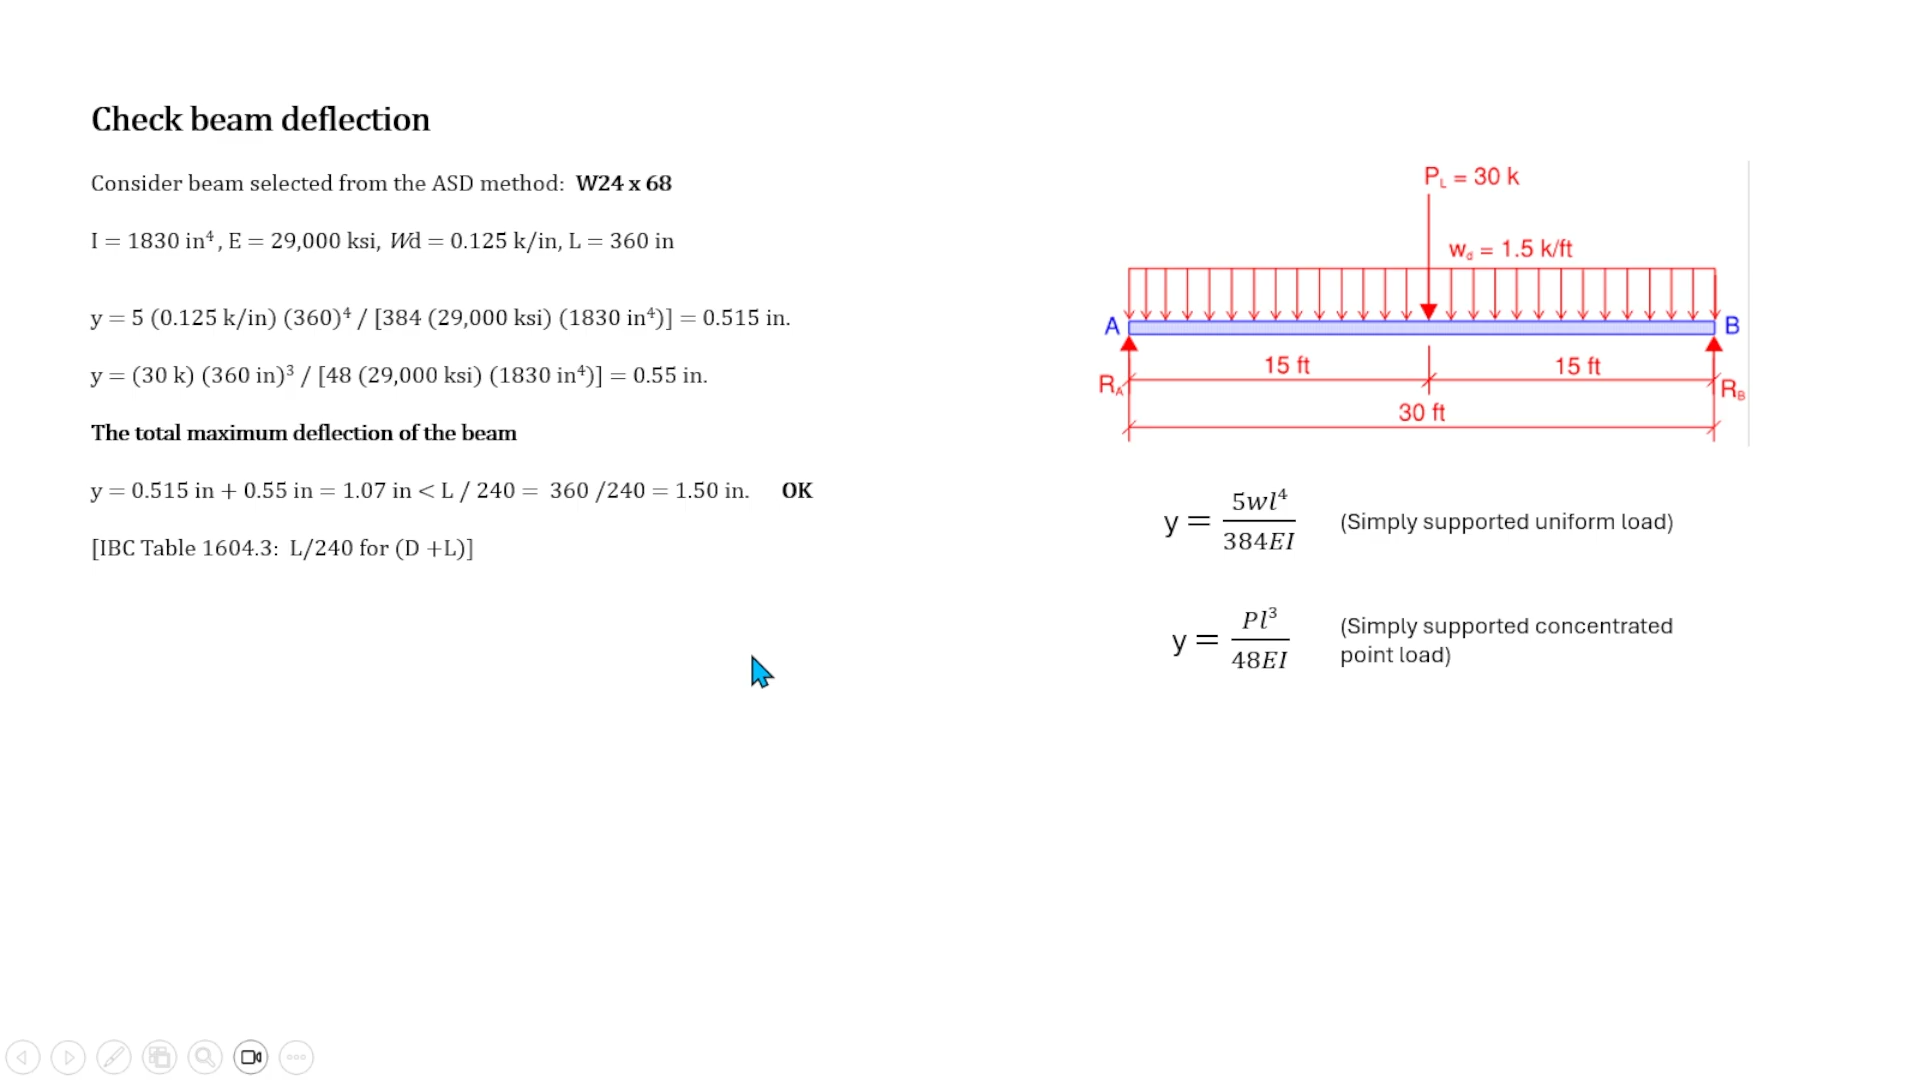 Check beam deflection
Consider beam selected from the ASD method: W24 x 68
I = 1830 in⁴ , E = 29,000 ksi, Wd = 0.125 k/in, L = 360 in
y = 5 (0.125 k/in) (360)⁴ / [384 (29,000 ksi) (1830 in⁴)] = 0.515 in.
y = (30 k) (360 in)³ / [48 (29,000 ksi) (1830 in⁴)] = 0.55 in.
The total maximum deflection of the beam
y = 0.515 in + 0.55 in = 1.07 in < L / 240 = 360 /240 = 1.50 in. OK
[IBC Table 1604.3: L/240 for (D +L)]
P_L = 30 k
w_d = 1.5 k/ft
A B
15 ft 15 ft
R_A R_B
30 ft
y = 5wl⁴ / 384EI (Simply supported uniform load)
y = Pl³ / 48EI (Simply supported concentrated
point load)